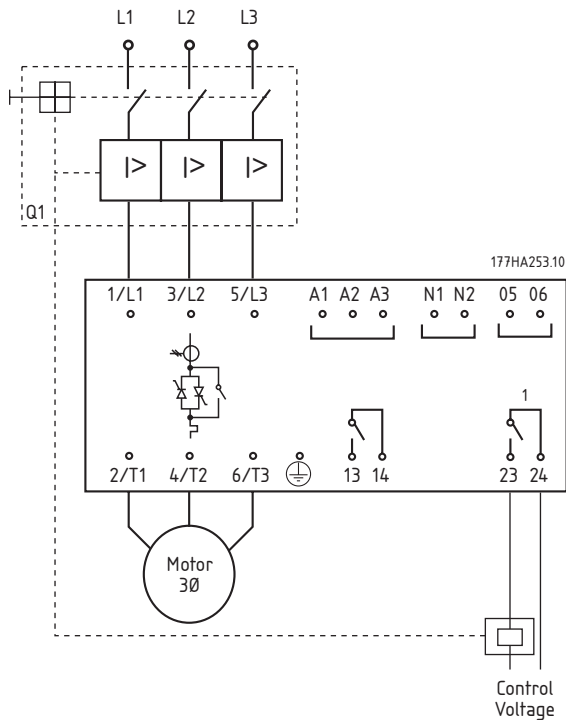 L1 L2 L3
I> I> I>
Q1
177HA253.10
1/L1 3/L2 5/L3 A1 A2 A3 N1 N2 05 06
1
2/T1 4/T2 6/T3 13 14 23 24
Motor
3Ø
Control
Voltage